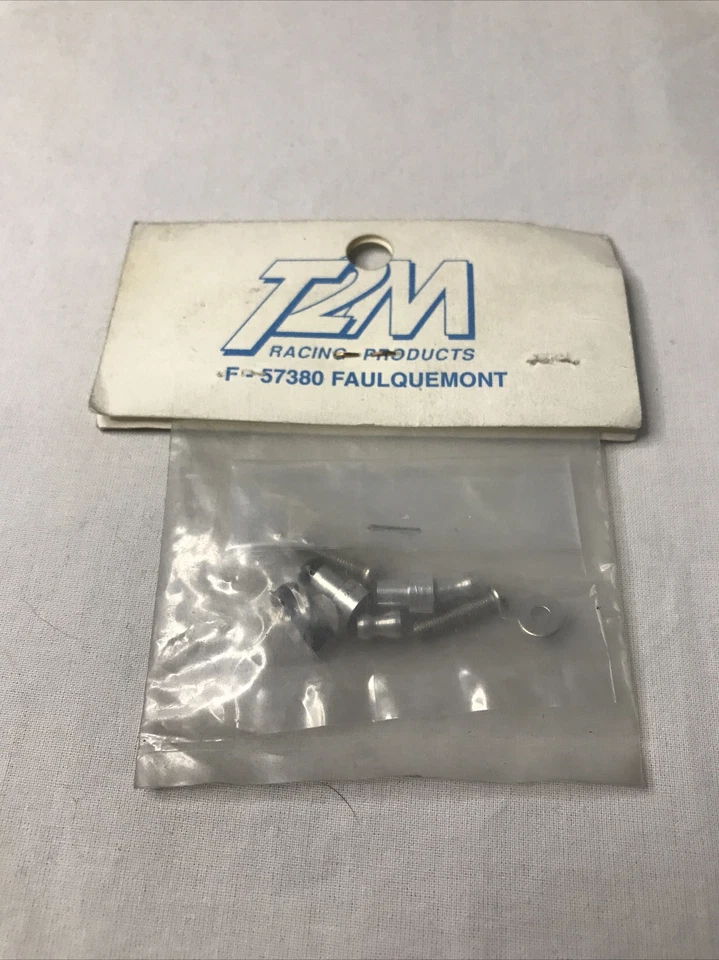 T2M
RACING PRODUCTS
F - 57380 FAULQUEMONT